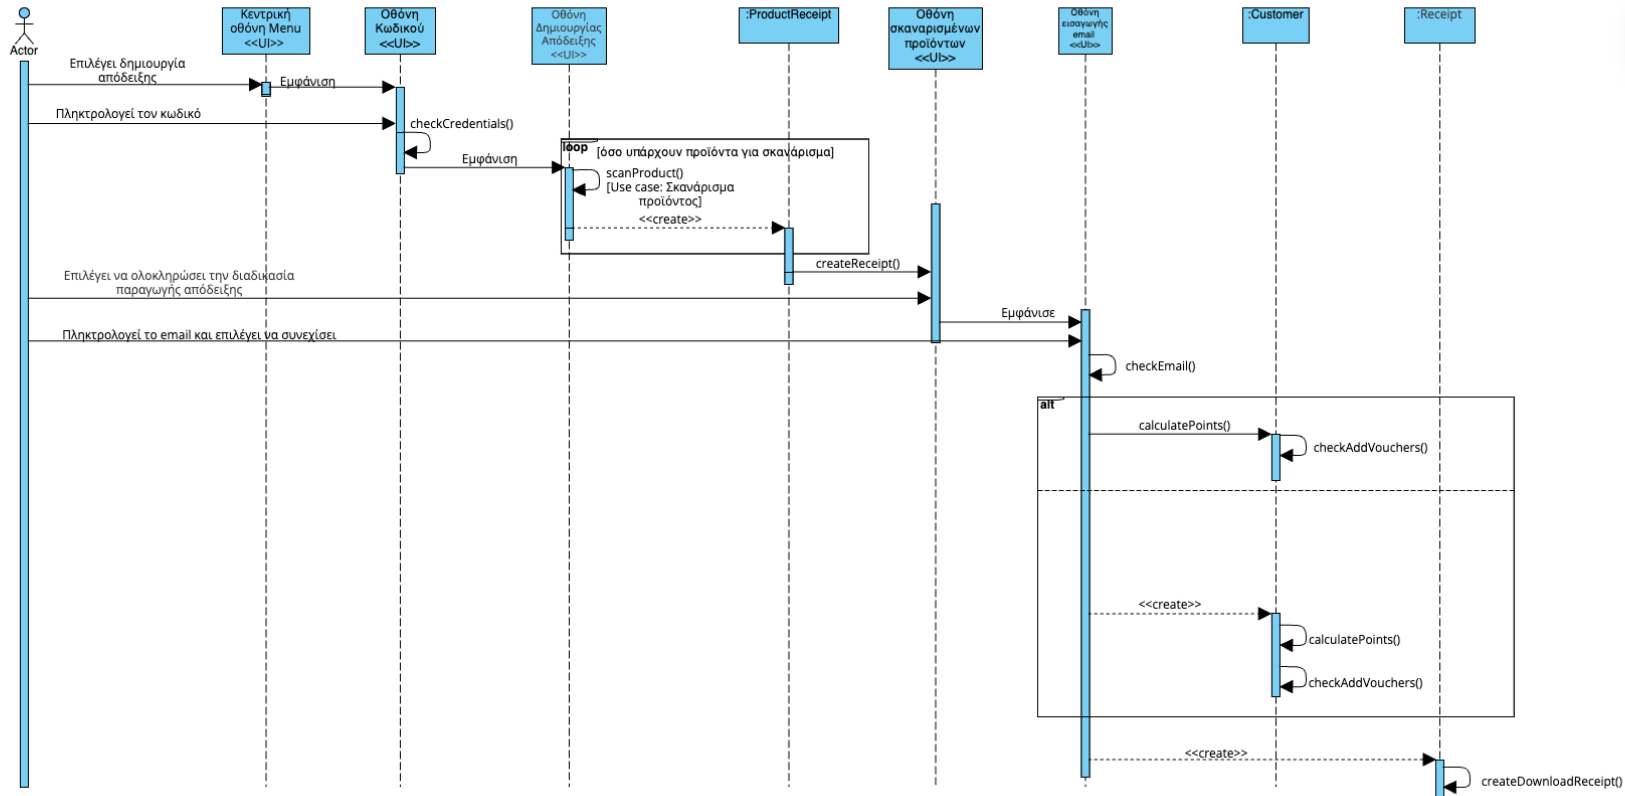 Actor
Κεντρική
οθόνη Menu
<<UI>>
Οθόνη
Κωδικού
<<UI>>
Οθόνη
Δημιουργίας
Απόδειξης
<<UI>>
:ProductReceipt
Οθόνη
σκαναρισμένων
προϊόντων
<<UI>>
Οθόνη
εισαγωγής
email
<<UI>>
:Customer
:Receipt
Επιλέγει δημιουργία
απόδειξης
Εμφάνιση
Πληκτρολογεί τον κωδικό
checkCredentials()
Εμφάνιση
loop
[όσο υπάρχουν προϊόντα για σκανάρισμα]
scanProduct()
[Use case: Σκανάρισμα
προϊόντος]
<<create>>
createReceipt()
Επιλέγει να ολοκληρώσει την διαδικασία
παραγωγής απόδειξης
Εμφάνισε
Πληκτρολογεί το email και επιλέγει να συνεχίσει
checkEmail()
alt
calculatePoints()
checkAddVouchers()
<<create>>
calculatePoints()
checkAddVouchers()
<<create>>
createDownloadReceipt()